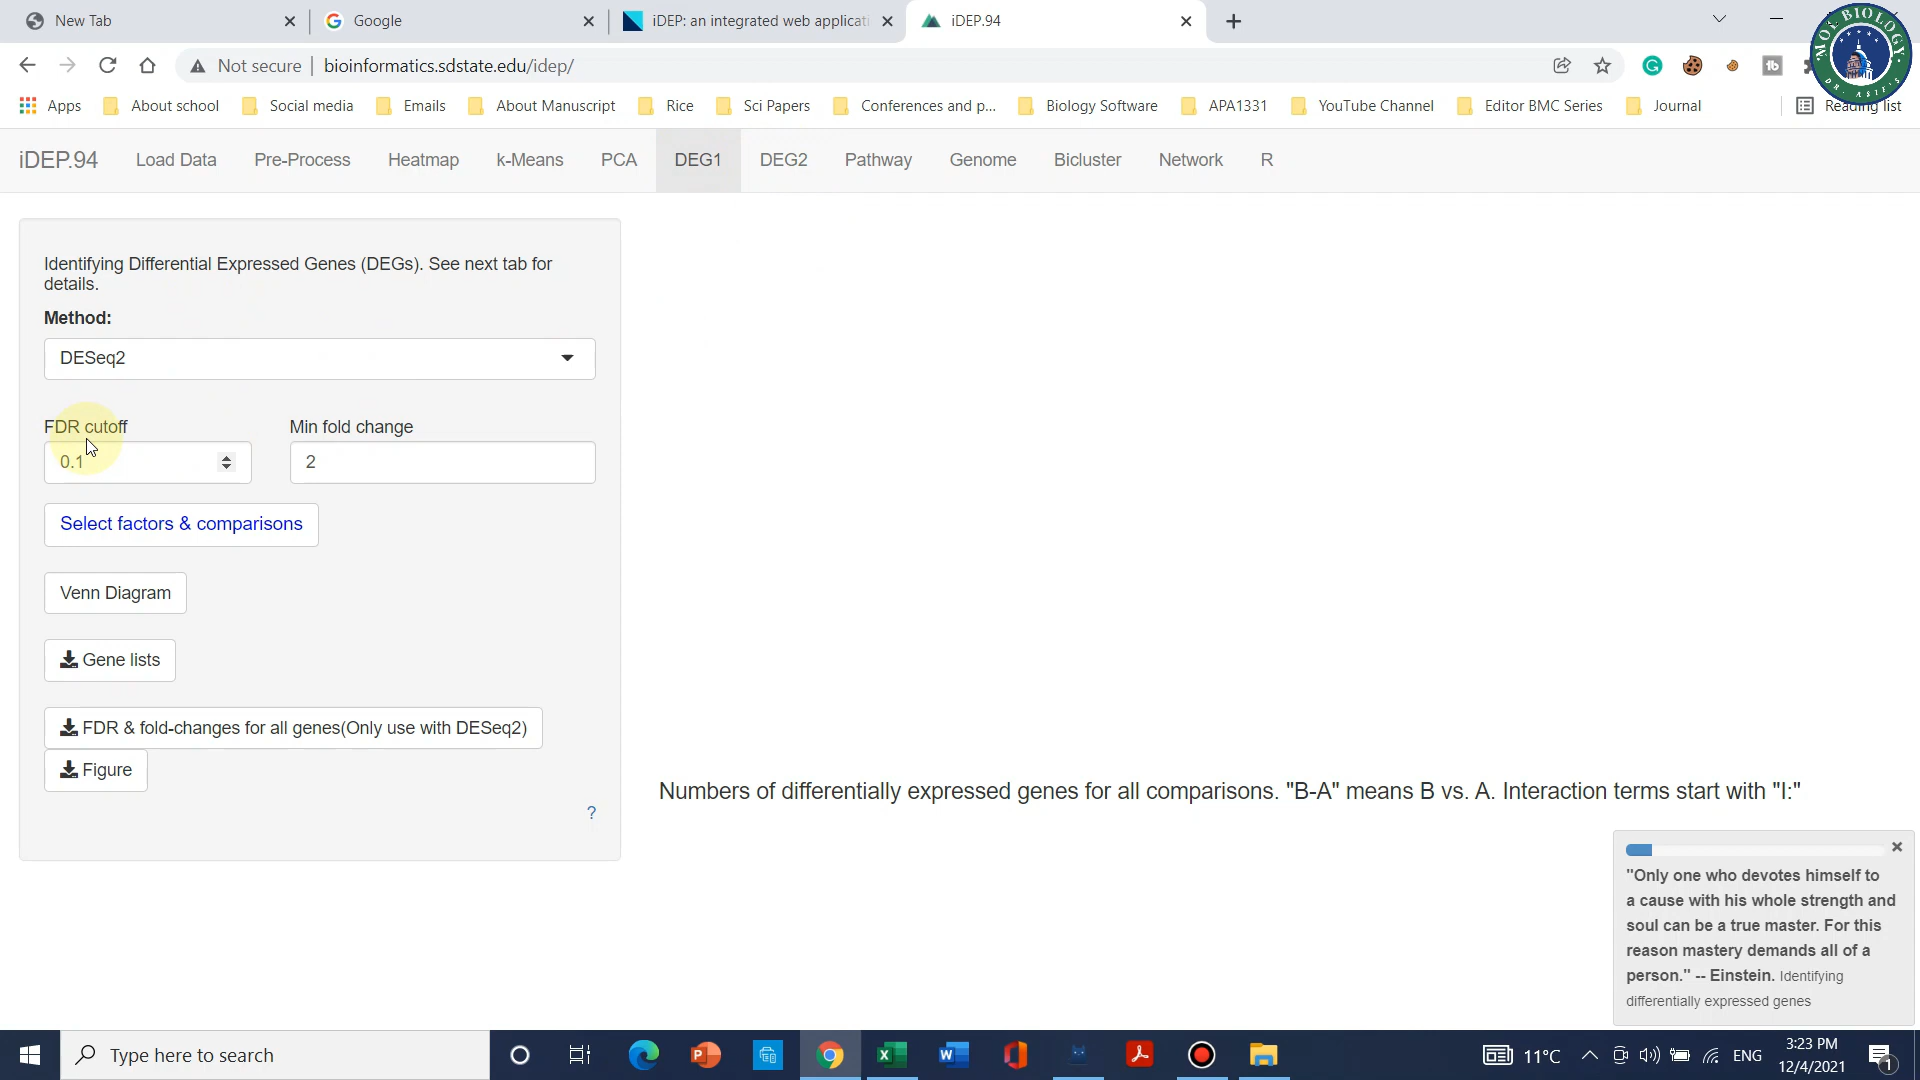 New Tab
Google
iDEP: an integrated web applicati
iDEP.94
Not secure
bioinformatics.sdstate.edu/idep/
Apps
About school
Social media
Emails
About Manuscript
Rice
Sci Papers
Conferences and p...
Biology Software
APA1331
YouTube Channel
Editor BMC Series
Journal
Reading list
MOE BIOLOGY
DR. ASIF'S
iDEP.94
Load Data
Pre-Process
Heatmap
k-Means
PCA
DEG1
DEG2
Pathway
Genome
Bicluster
Network
R
Identifying Differential Expressed Genes (DEGs). See next tab for
details.
Method:
DESeq2
FDR cutoff
Min fold change
0.1
2
Select factors & comparisons
Venn Diagram
Gene lists
FDR & fold-changes for all genes(Only use with DESeq2)
Figure
?
Numbers of differentially expressed genes for all comparisons. "B-A" means B vs. A. Interaction terms start with "I:"
"Only one who devotes himself to
a cause with his whole strength and
soul can be a true master. For this
reason mastery demands all of a
person." -- Einstein. Identifying
differentially expressed genes
Type here to search
11°C
ENG
3:23 PM
12/4/2021
1